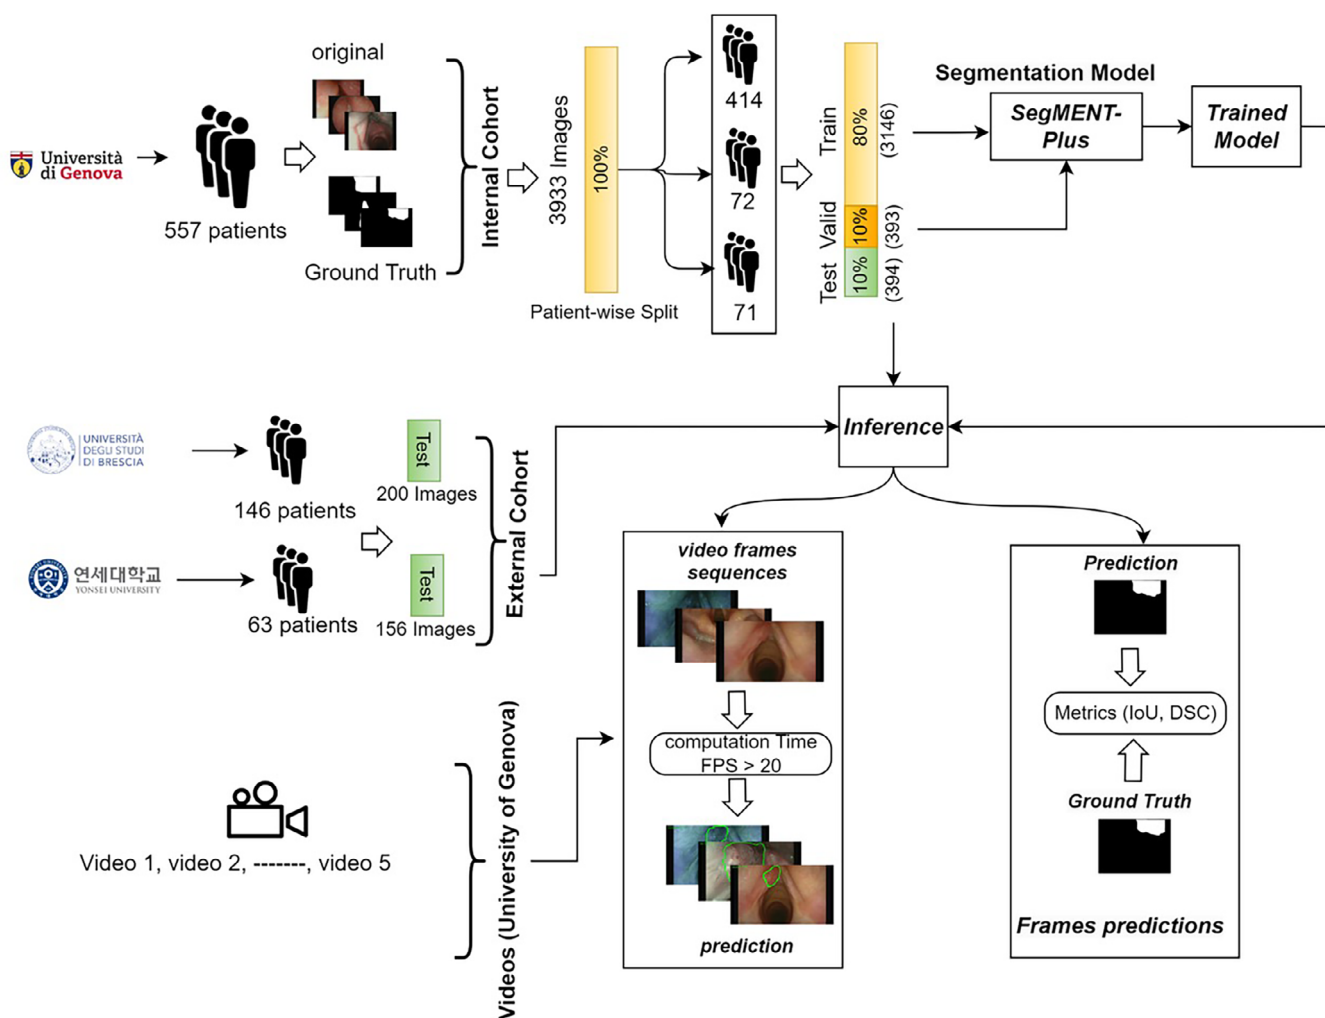 original
Università
di Genova
557 patients
Ground Truth
Internal Cohort
3933 Images
100%
Patient-wise Split
414
72
71
Train
80%
(3146)
Valid
10%
(393)
Test
10%
(394)
Segmentation Model
SegMENT-
Plus
Trained
Model
Inference
UNIVERSITÀ
DEGLI STUDI
DI BRESCIA
146 patients
Test
200 Images
연세대학교
YONSEI UNIVERSITY
63 patients
Test
156 Images
External Cohort
Video 1, video 2, -------, video 5
Videos (University of Genova)
video frames
sequences
computation Time
FPS > 20
prediction
Prediction
Metrics (IoU, DSC)
Ground Truth
Frames predictions